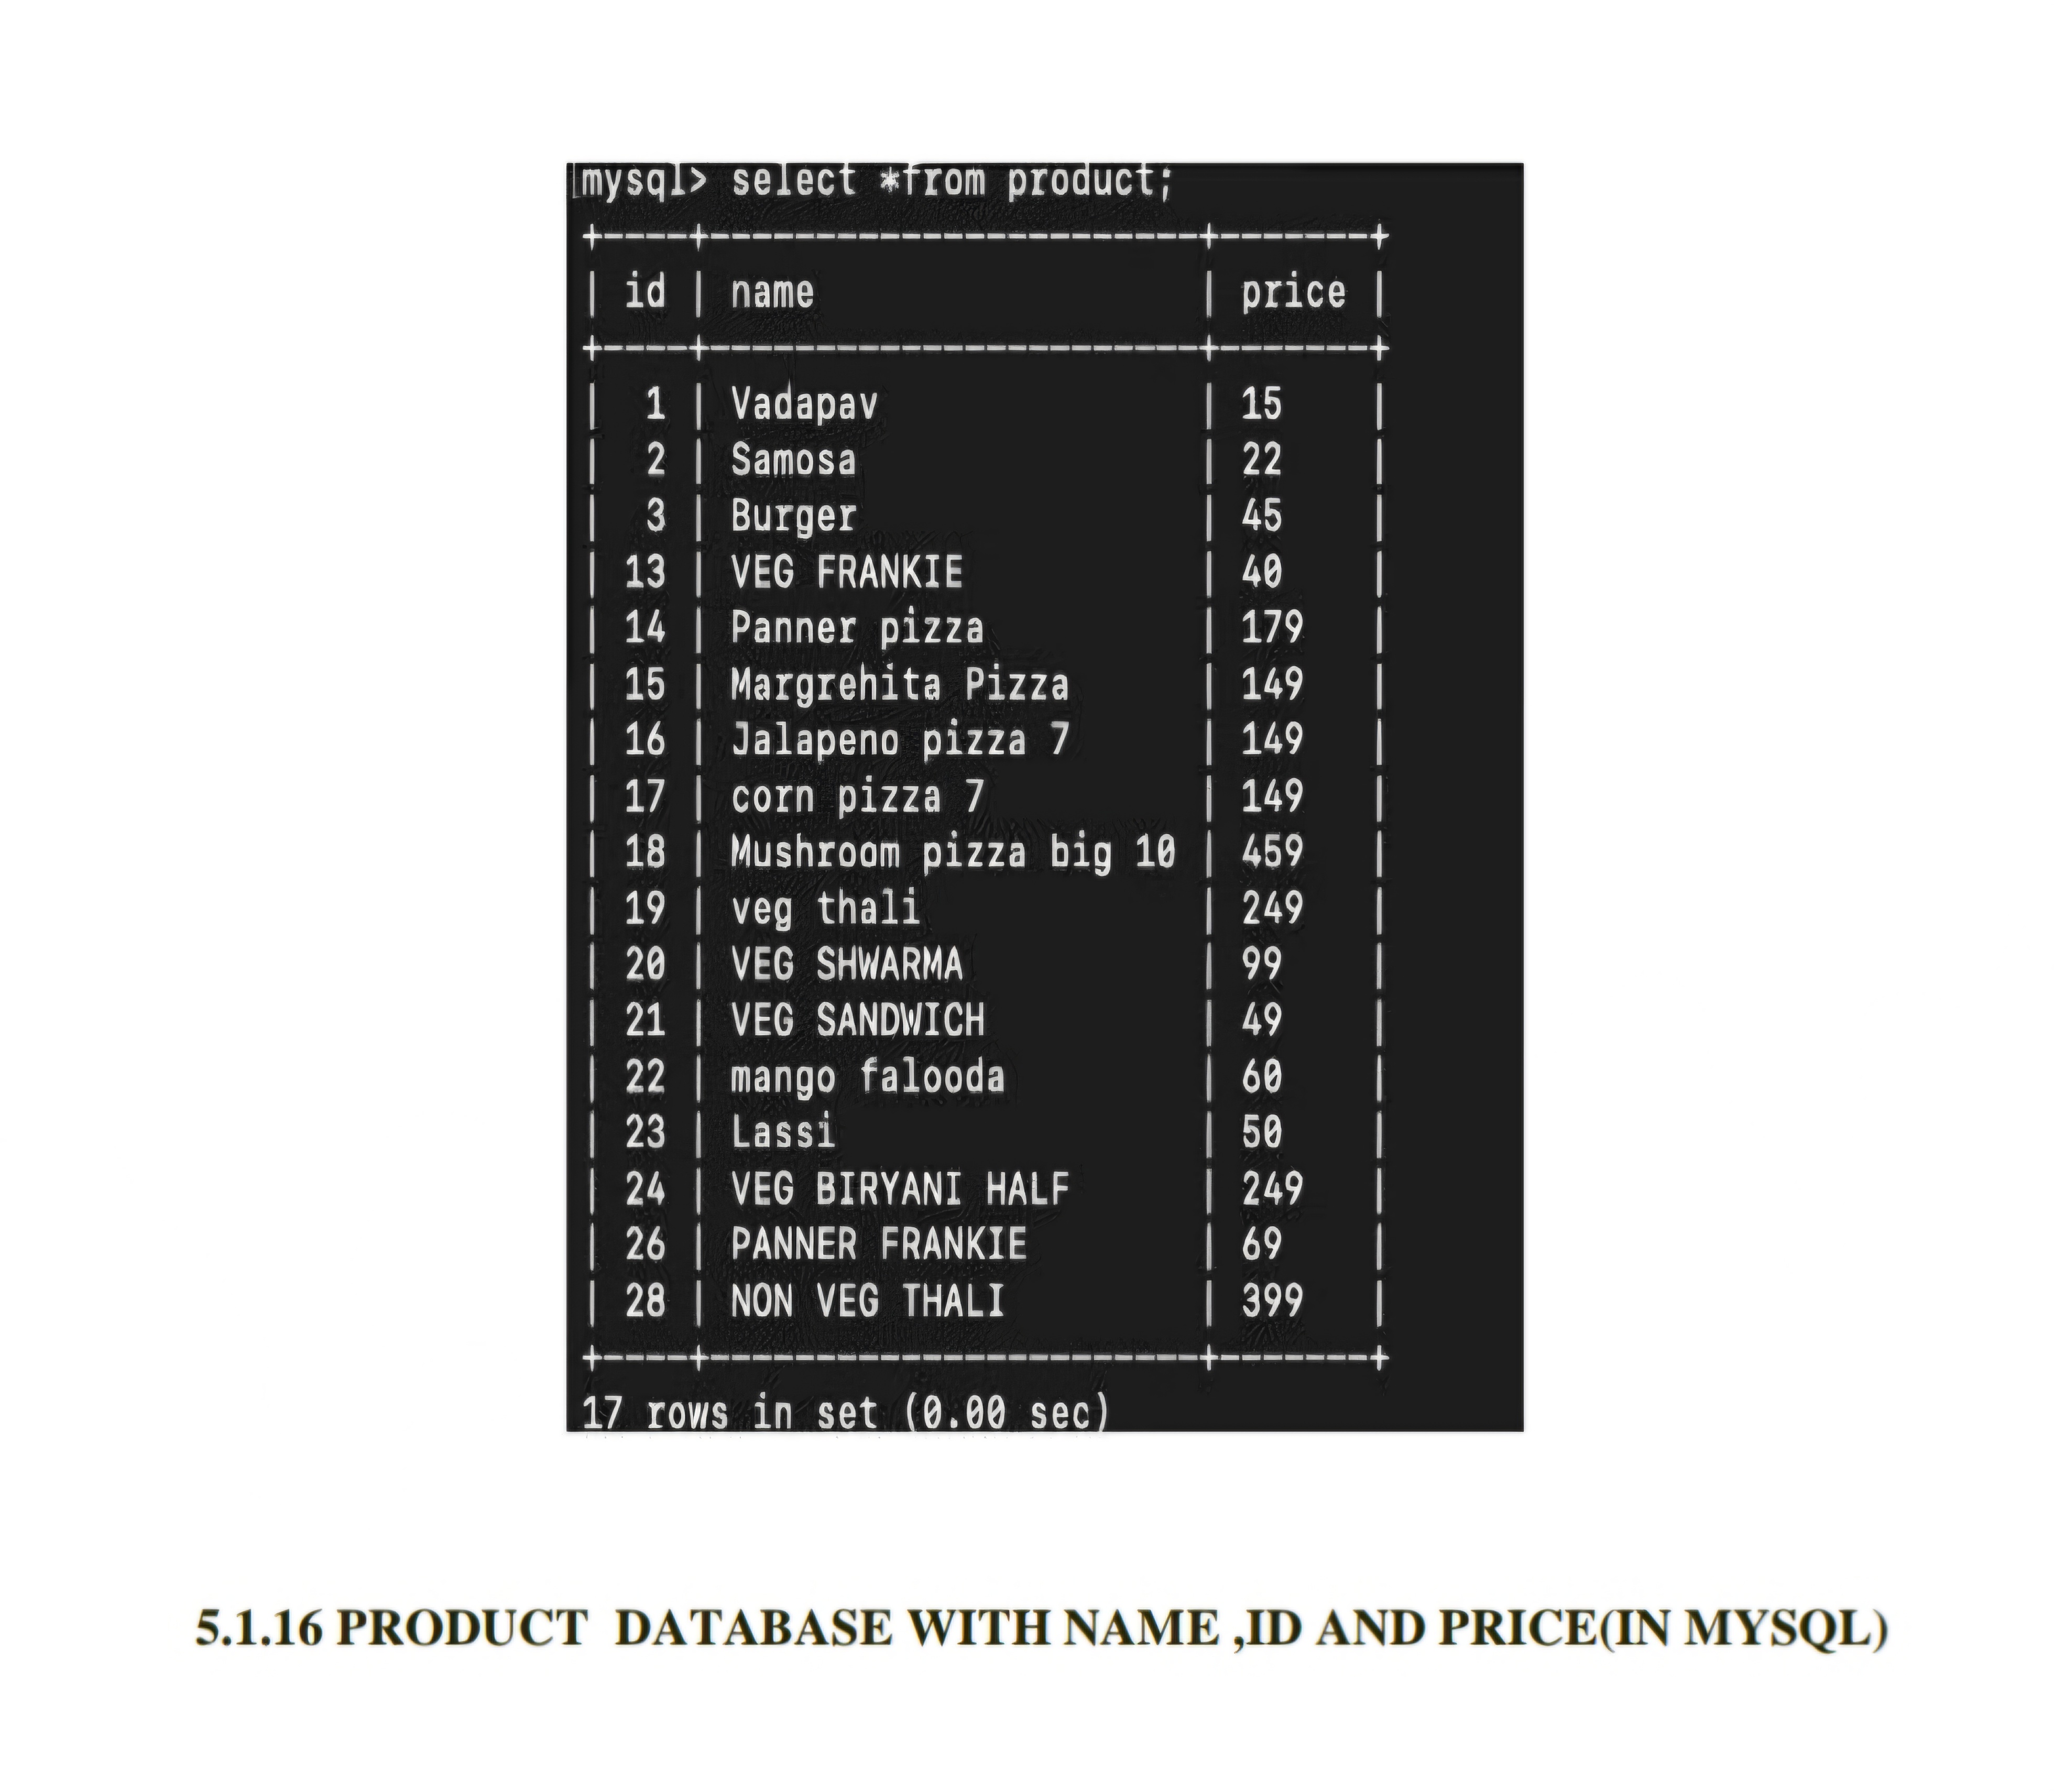 mysql> select *from product;
+----+------------------------+-------+
| id | name                   | price |
+----+------------------------+-------+
|  1 | Vadapav                | 15    |
|  2 | Samosa                 | 22    |
|  3 | Burger                 | 45    |
| 13 | VEG FRANKIE            | 40    |
| 14 | Panner pizza           | 179   |
| 15 | Margrehita Pizza       | 149   |
| 16 | Jalapeno pizza 7       | 149   |
| 17 | corn pizza 7           | 149   |
| 18 | Mushroom pizza big 10  | 459   |
| 19 | veg thali              | 249   |
| 20 | VEG SHWARMA            | 99    |
| 21 | VEG SANDWICH           | 49    |
| 22 | mango falooda          | 60    |
| 23 | Lassi                  | 50    |
| 24 | VEG BIRYANI HALF       | 249   |
| 26 | PANNER FRANKIE         | 69    |
| 28 | NON VEG THALI          | 399   |
+----+------------------------+-------+
17 rows in set (0.00 sec)
5.1.16 PRODUCT  DATABASE WITH NAME ,ID AND PRICE(IN MYSQL)